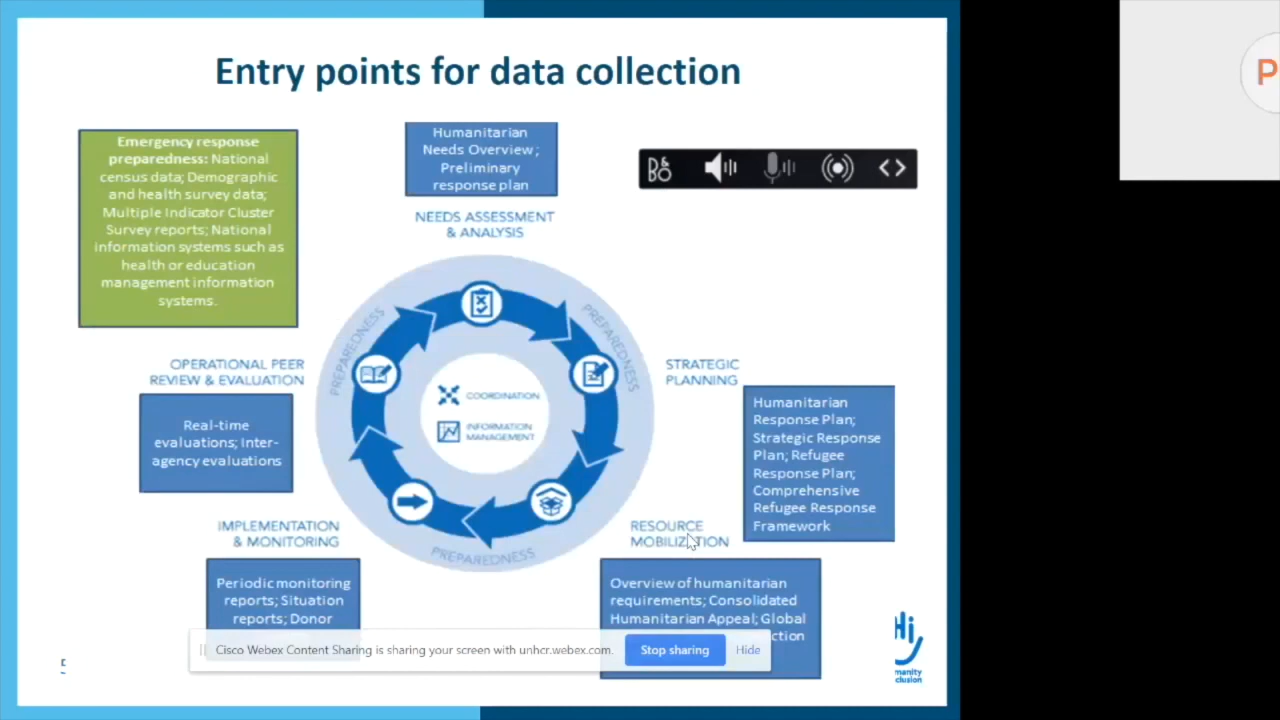 Entry points for data collection
P
Emergency response
preparedness: National
census data; Demographic
and health survey data;
Multiple Indicator Cluster
Survey reports; National
information systems such as
health or education
management information
systems.
Humanitarian
Needs Overview ;
Preliminary
response plan
B&O
NEEDS ASSESSMENT
& ANALYSIS
PREPAREDNESS
PREPAREDNESS
OPERATIONAL PEER
REVIEW & EVALUATION
STRATEGIC
PLANNING
COORDINATION
INFORMATION
MANAGEMENT
Real-time
evaluations; Inter-
agency evaluations
Humanitarian
Response Plan;
Strategic Response
Plan; Refugee
Response Plan;
Comprehensive
Refugee Response
Framework
IMPLEMENTATION
& MONITORING
RESOURCE
MOBILIZATION
PREPAREDNESS
Periodic monitoring
reports; Situation
reports; Donor
Overview of humanitarian
requirements; Consolidated
Humanitarian Appeal; Global
ction
Cisco Webex Content Sharing is sharing your screen with unhcr.webex.com.
Stop sharing
Hide
Hi
manity
clusion